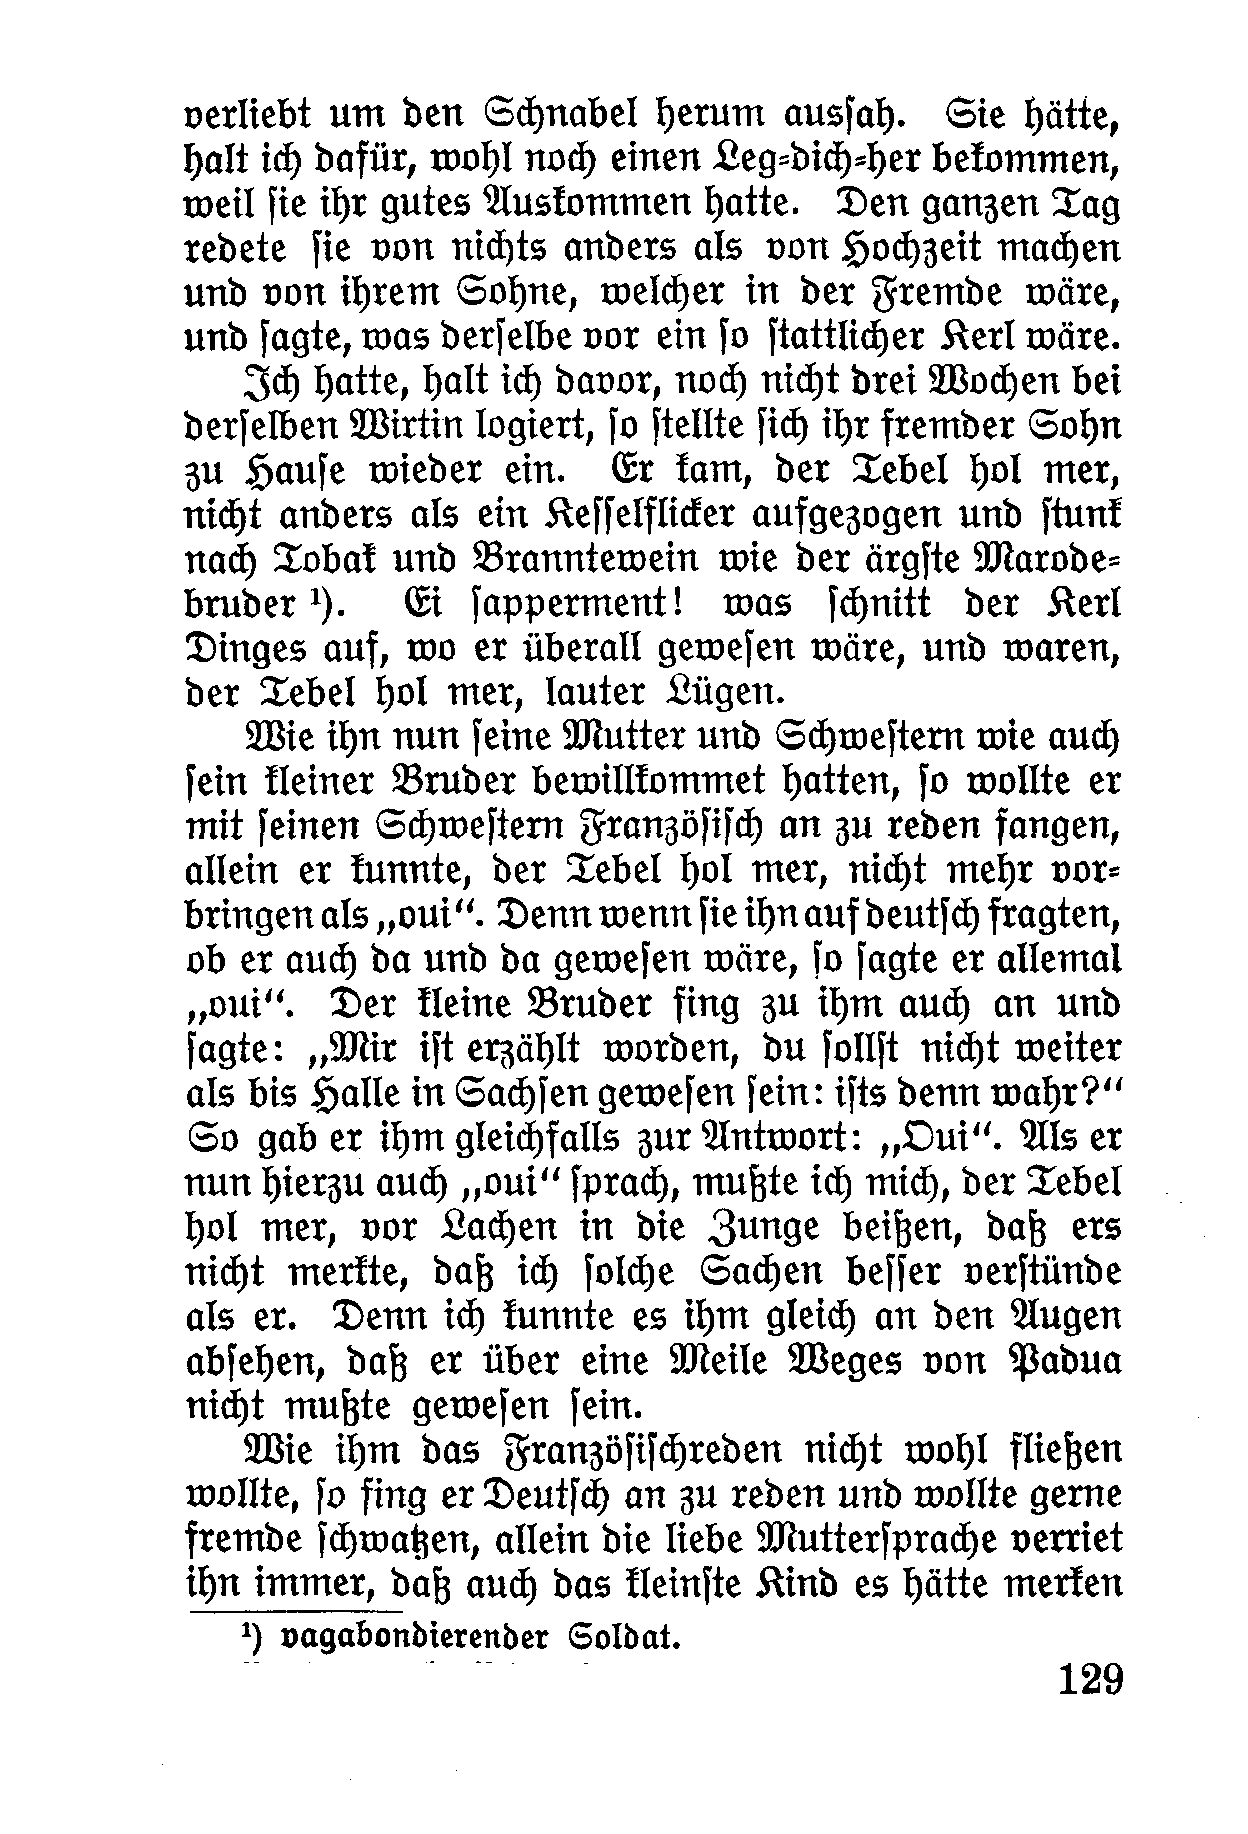 verliebt um den Schnabel herum aussah. Sie hätte,
halt ich dafür, wohl noch einen Leg-dich-her bekommen,
weil sie ihr gutes Auskommen hatte. Den ganzen Tag
redete sie von nichts anders als von Hochzeit machen
und von ihrem Sohne, welcher in der Fremde wäre,
und sagte, was derselbe vor ein so stattlicher Kerl wäre.
Ich hatte, halt ich davor, noch nicht drei Wochen bei
derselben Wirtin logiert, so stellte sich ihr fremder Sohn
zu Hause wieder ein. Er kam, der Tebel hol mer,
nicht anders als ein Kesselflicker aufgezogen und stunk
nach Tobak und Branntewein wie der ärgste Marode-
bruder ¹). Ei sapperment! was schnitt der Kerl
Dinges auf, wo er überall gewesen wäre, und waren,
der Tebel hol mer, lauter Lügen.
Wie ihn nun seine Mutter und Schwestern wie auch
sein kleiner Bruder bewillkommet hatten, so wollte er
mit seinen Schwestern Französisch an zu reden fangen,
allein er kunnte, der Tebel hol mer, nicht mehr vor-
bringen als „oui“. Denn wenn sie ihn auf deutsch fragten,
ob er auch da und da gewesen wäre, so sagte er allemal
„oui“. Der kleine Bruder fing zu ihm auch an und
sagte: „Mir ist erzählt worden, du sollst nicht weiter
als bis Halle in Sachsen gewesen sein: ists denn wahr?“
So gab er ihm gleichfalls zur Antwort: „Oui“. Als er
nun hierzu auch „oui“ sprach, mußte ich mich, der Tebel
hol mer, vor Lachen in die Zunge beißen, daß ers
nicht merkte, daß ich solche Sachen besser verstünde
als er. Denn ich kunnte es ihm gleich an den Augen
absehen, daß er über eine Meile Weges von Padua
nicht mußte gewesen sein.
Wie ihm das Französischreden nicht wohl fließen
wollte, so fing er Deutsch an zu reden und wollte gerne
fremde schwatzen, allein die liebe Muttersprache verriet
ihn immer, daß auch das kleinste Kind es hätte merken
¹) vagabondierender Soldat.
129